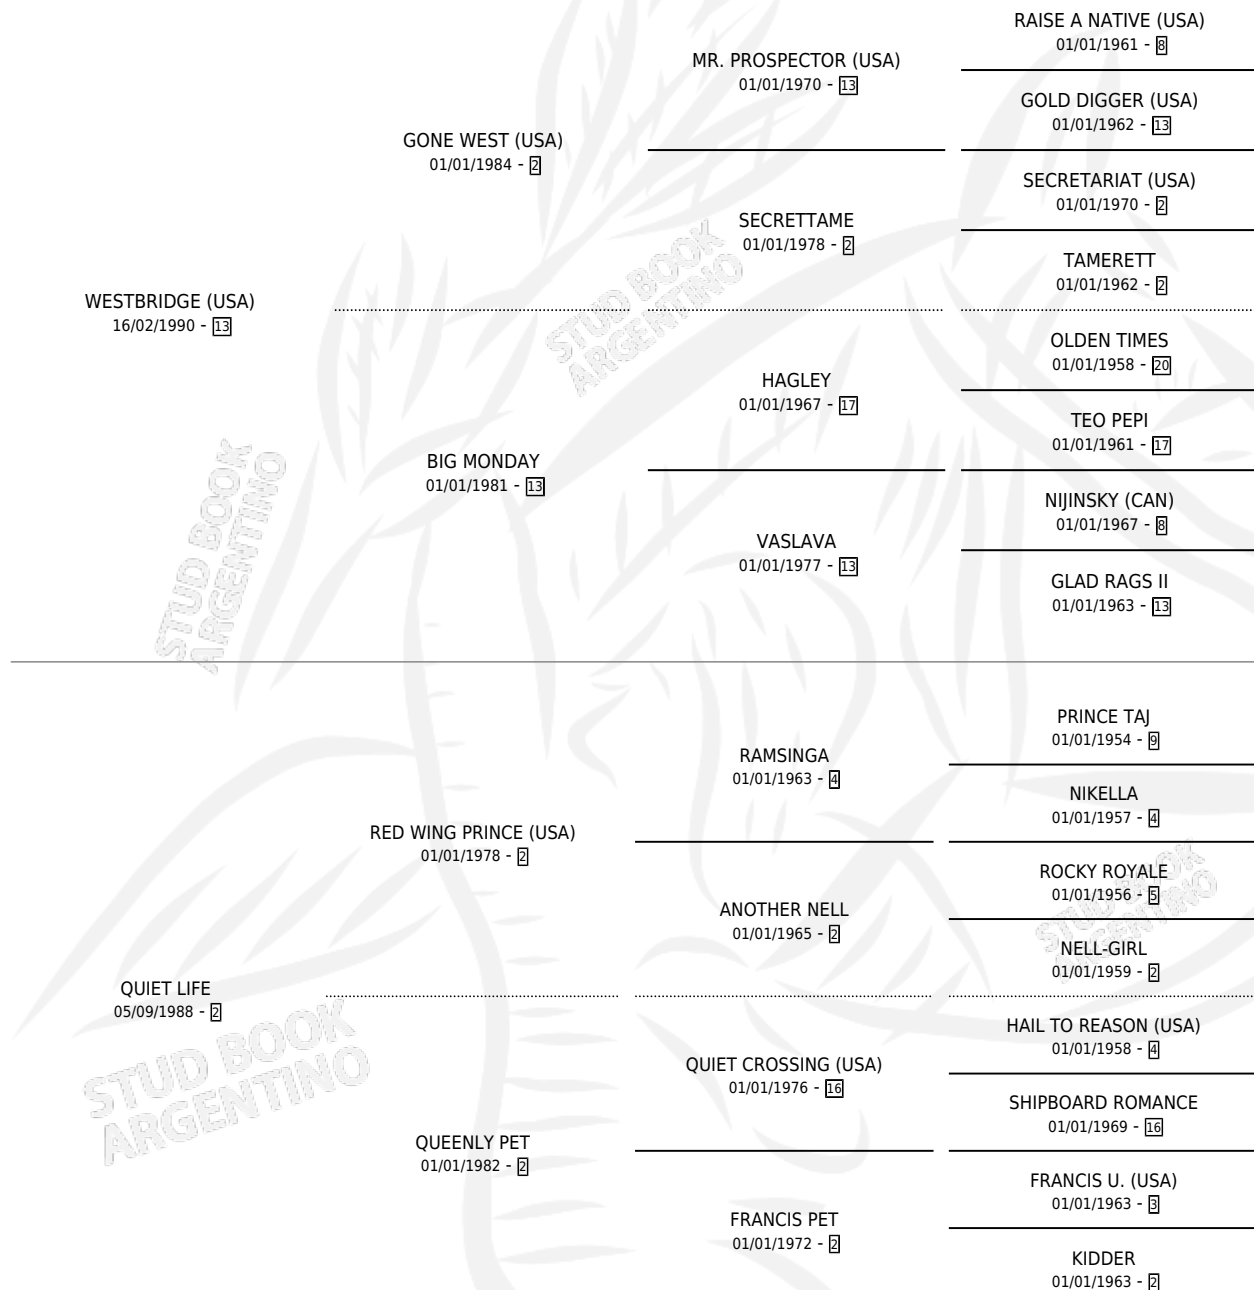 RAISE A NATIVE (USA)
01/01/1961 - 8
MR. PROSPECTOR (USA)
01/01/1970 - 13
GOLD DIGGER (USA)
01/01/1962 - 13
GONE WEST (USA)
01/01/1984 - 2
SECRETARIAT (USA)
01/01/1970 - 2
SECRETTAME
01/01/1978 - 2
TAMERETT
01/01/1962 - 2
WESTBRIDGE (USA)
16/02/1990 - 13
OLDEN TIMES
01/01/1958 - 20
HAGLEY
01/01/1967 - 17
TEO PEPI
01/01/1961 - 17
BIG MONDAY
01/01/1981 - 13
NIJINSKY (CAN)
01/01/1967 - 8
VASLAVA
01/01/1977 - 13
GLAD RAGS II
01/01/1963 - 13
PRINCE TAJ
01/01/1954 - 9
RAMSINGA
01/01/1963 - 4
NIKELLA
01/01/1957 - 4
RED WING PRINCE (USA)
01/01/1978 - 2
ROCKY ROYALE
01/01/1956 - 5
ANOTHER NELL
01/01/1965 - 2
NELL-GIRL
01/01/1959 - 2
QUIET LIFE
05/09/1988 - 2
HAIL TO REASON (USA)
01/01/1958 - 4
QUIET CROSSING (USA)
01/01/1976 - 16
SHIPBOARD ROMANCE
01/01/1969 - 16
QUEENLY PET
01/01/1982 - 2
FRANCIS U. (USA)
01/01/1963 - 3
FRANCIS PET
01/01/1972 - 2
KIDDER
01/01/1963 - 2
STUD BOOK
ARGENTINO
STUD BOOK
ARGENTINO
STUD BOOK
ARGENTINO
STUD BOOK
ARGENTINO